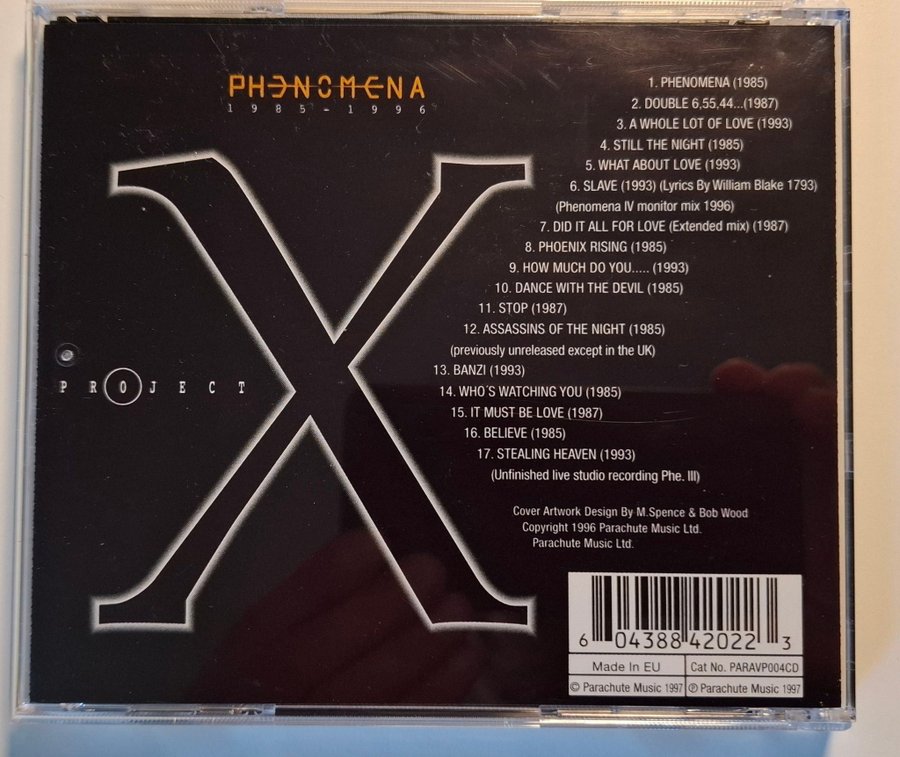 PHENOMENA
1985-1996
1. PHENOMENA (1985)
2. DOUBLE 6,55,44...(1987)
3. A WHOLE LOT OF LOVE (1993)
4. STILL THE NIGHT (1985)
5. WHAT ABOUT LOVE (1993)
6. SLAVE (1993) (Lyrics By William Blake 1793)
(Phenomena IV monitor mix 1996)
7. DID IT ALL FOR LOVE (Extended mix) (1987)
8. PHOENIX RISING (1985)
9. HOW MUCH DO YOU..... (1993)
10. DANCE WITH THE DEVIL (1985)
11. STOP (1987)
12. ASSASSINS OF THE NIGHT (1985)
(previously unreleased except in the UK)
13. BANZI (1993)
14. WHO´S WATCHING YOU (1985)
15. IT MUST BE LOVE (1987)
16. BELIEVE (1985)
17. STEALING HEAVEN (1993)
(Unfinished live studio recording Phe. III)
PROJECT
X
Cover Artwork Design By M.Spence & Bob Wood
Copyright 1996 Parachute Music Ltd.
Parachute Music Ltd.
6 04388 42022 3
Made In EU
Cat No. PARAVP004CD
© Parachute Music 1997
℗ Parachute Music 1997